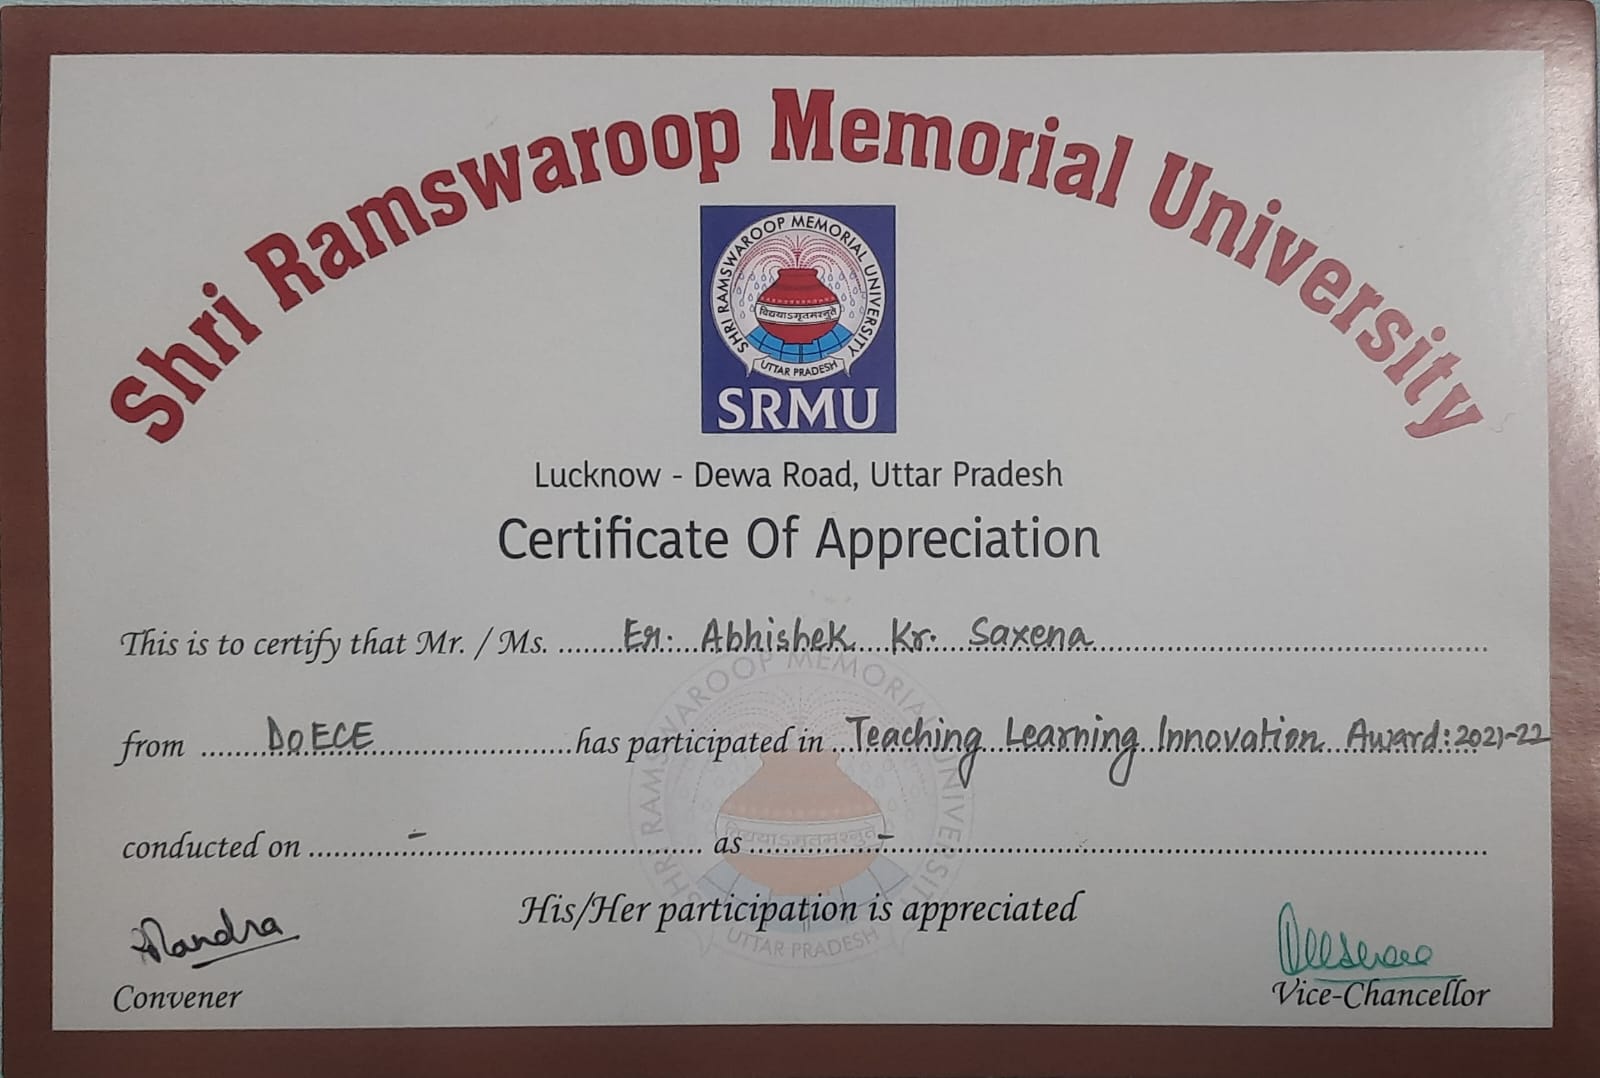 Shri Ramswaroop Memorial University
SHRI RAMSWAROOP MEMORIAL UNIVERSITY
विद्ययाऽमृतमश्नुते
UTTAR PRADESH
SRMU
Lucknow - Dewa Road, Uttar Pradesh
Certificate Of Appreciation
This is to certify that Mr. / Ms. Er. Abhishek Kr. Saxena
from DoECE has participated in Teaching Learning Innovation Award: 2021-22
conducted on - as -
His/Her participation is appreciated
SHRI RAMSWAROOP MEMORIAL UNIVERSITY
विद्ययाऽमृतमश्नुते
UTTAR PRADESH
Convener
Vice-Chancellor